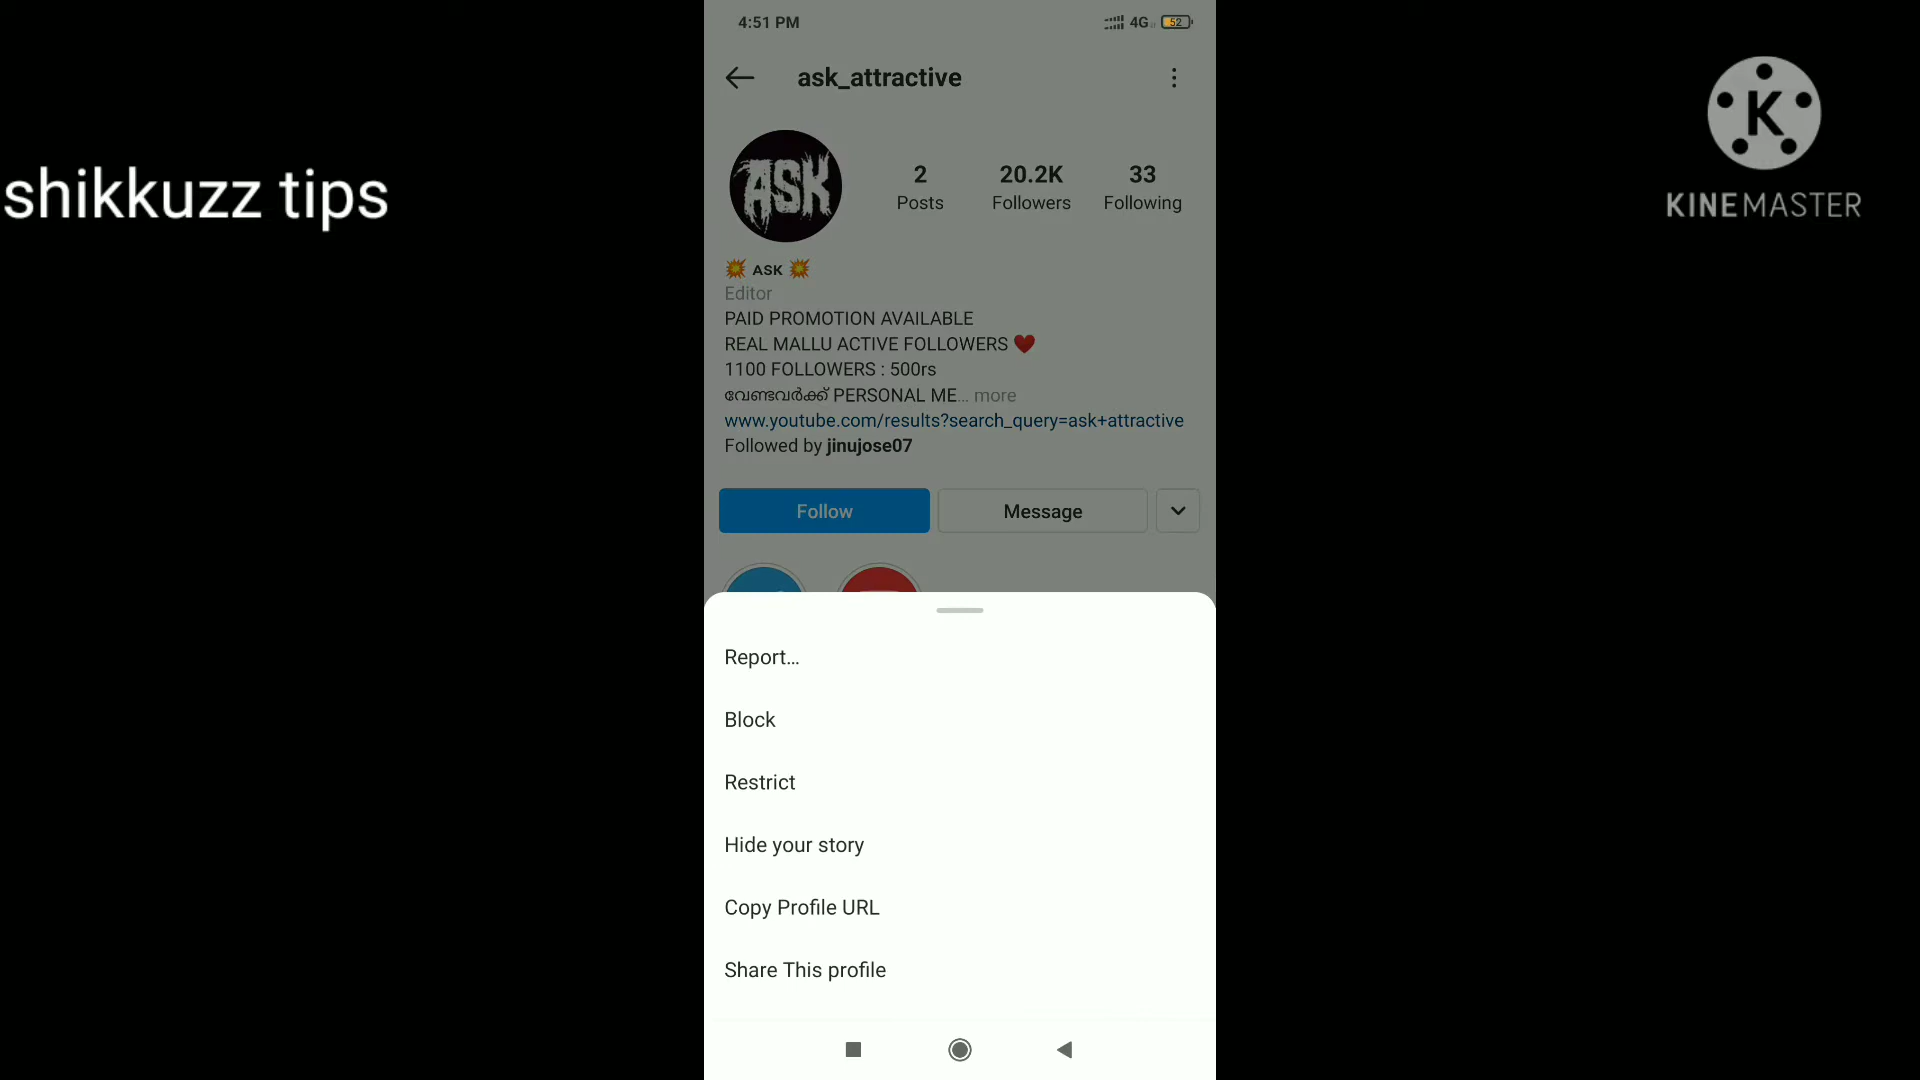 4:51 PM
4G
52
ask_attractive
K
KINEMASTER
shikkuzz tips
ASK
2
Posts
20.2K
Followers
33
Following
💥 ASK 💥
Editor
PAID PROMOTION AVAILABLE
REAL MALLU ACTIVE FOLLOWERS ❤️
1100 FOLLOWERS : 500rs
വേണ്ടവർക്ക് PERSONAL ME... more
www.youtube.com/results?search_query=ask+attractive
Followed by jinujose07
Follow
Message
Report...
Block
Restrict
Hide your story
Copy Profile URL
Share This profile